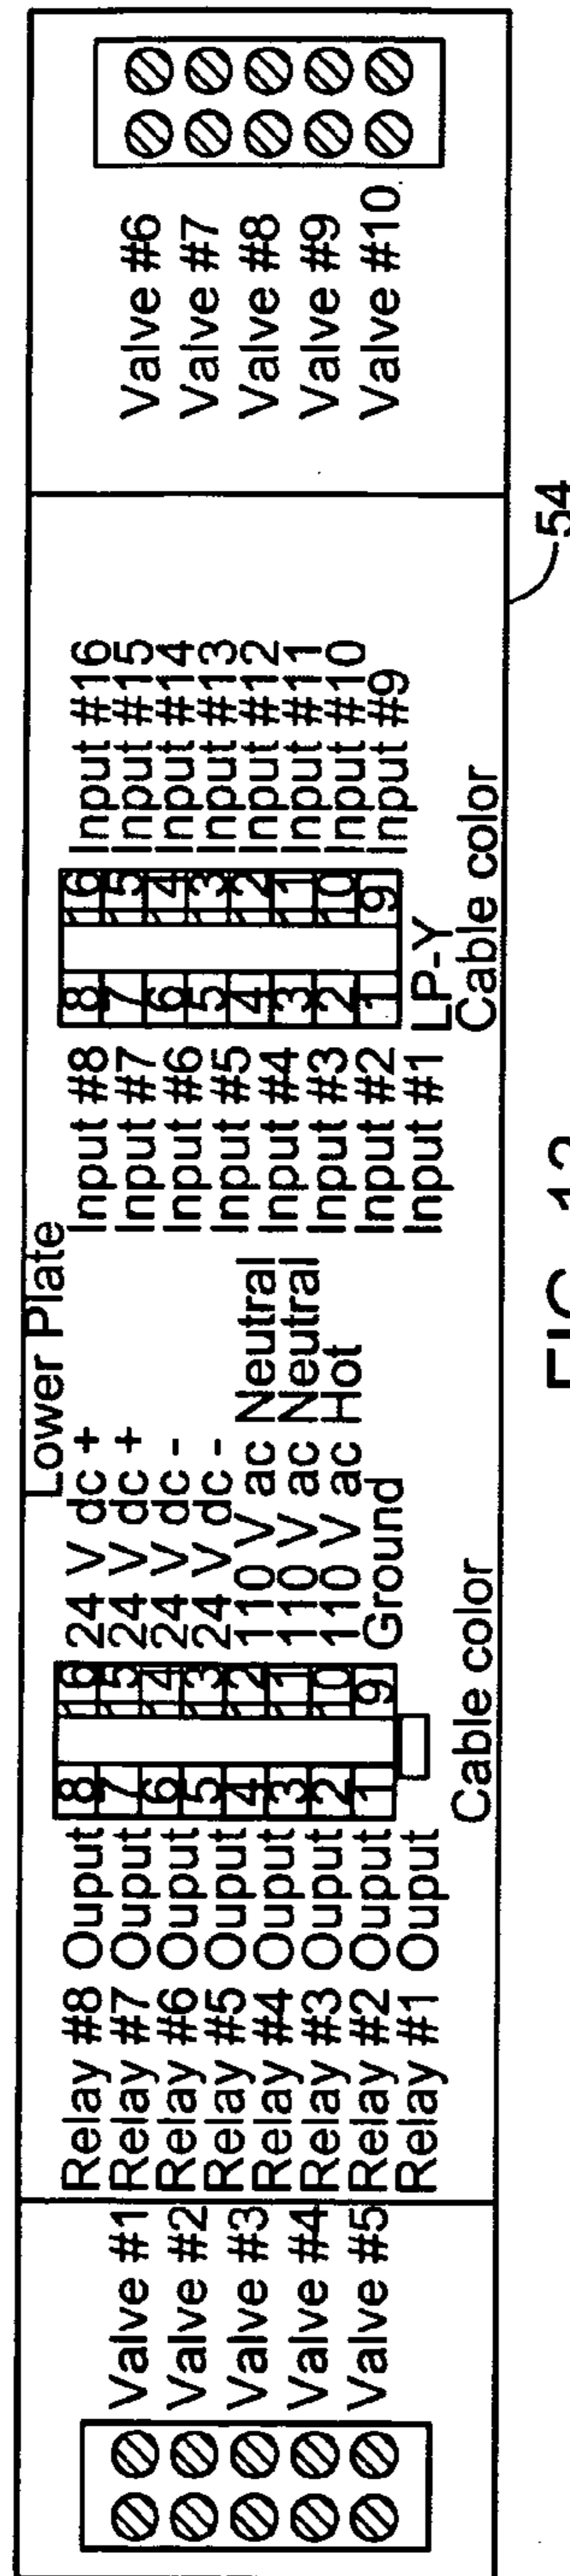 Lower Plate
Valve #1
Valve #2
Valve #3
Valve #4
Valve #5
Relay #8 Ouput 8 16 24 V dc +
Relay #7 Ouput 7 15 24 V dc +
Relay #6 Ouput 6 14 24 V dc -
Relay #5 Ouput 5 13 24 V dc -
Relay #4 Ouput 4 12 110 V ac Neutral
Relay #3 Ouput 3 11 110 V ac Neutral
Relay #2 Ouput 2 10 110 V ac Hot
Relay #1 Ouput 1 9 Ground
Cable color
Input #8 8 16 Input #16
Input #7 7 15 Input #15
Input #6 6 14 Input #14
Input #5 5 13 Input #13
Input #4 4 12 Input #12
Input #3 3 11 Input #11
Input #2 2 10 Input #10
Input #1 1 9 Input #9
LP-Y
Cable color
Valve #6
Valve #7
Valve #8
Valve #9
Valve #10
54
FIG.